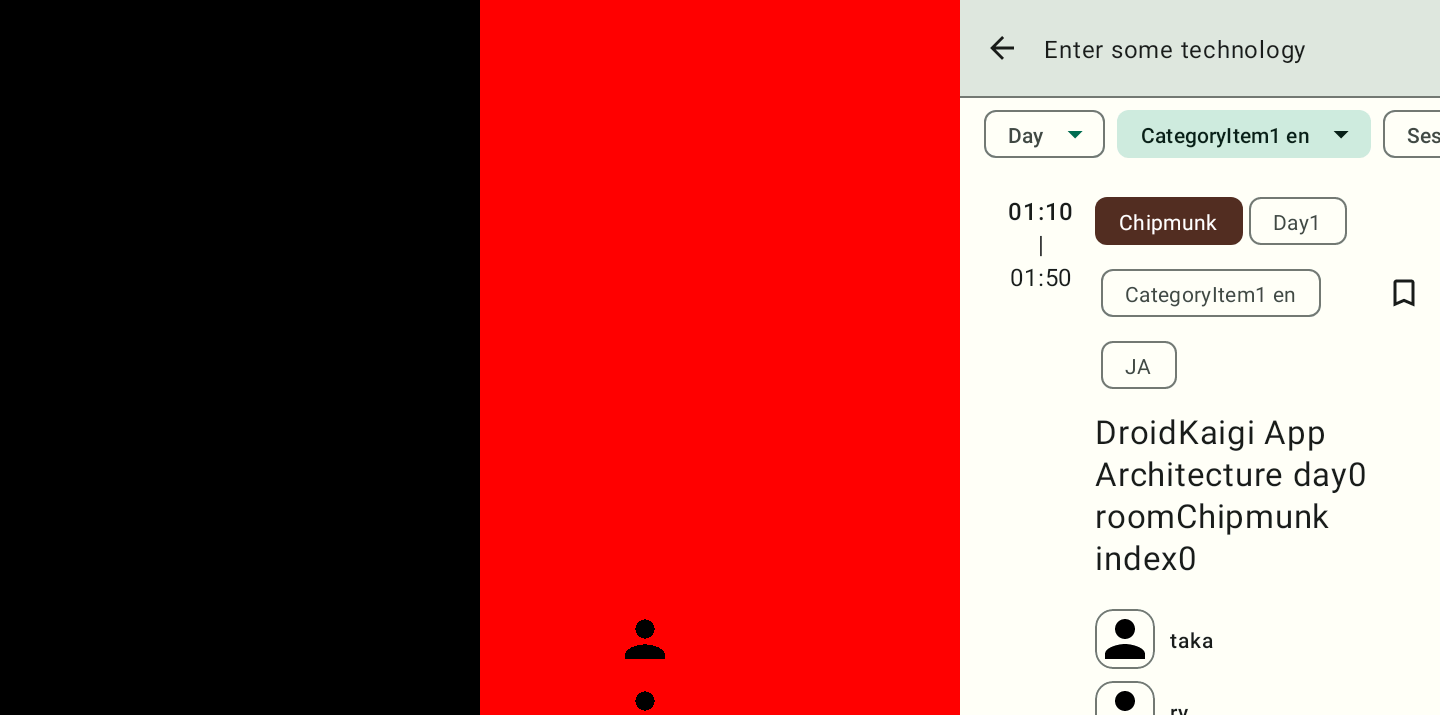 Enter some technology
Day
CategoryItem1 en
Ses
01:10
Chipmunk
Day1
|
01:50
CategoryItem1 en
JA
DroidKaigi App
Architecture day0
roomChipmunk
index0
taka
ry